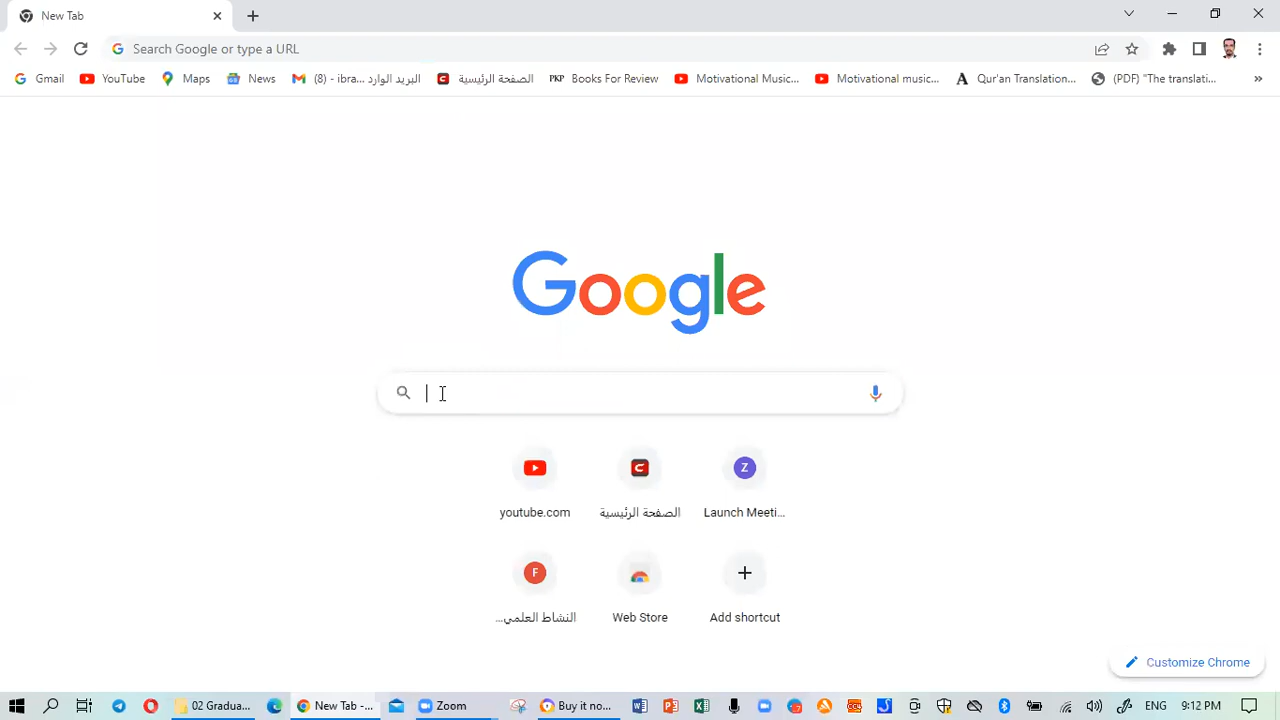 New Tab
Search Google or type a URL
Gmail
YouTube
Maps
News
(8) - ibra... البريد الوارد
الصفحة الرئيسية
PKP Books For Review
Motivational Music...
Motivational music...
A Qur'an Translation...
(PDF) "The translati...
»
Google
youtube.com
الصفحة الرئيسية
Z
Launch Meeti...
F
النشاط العلمي...
Web Store
Add shortcut
Customize Chrome
02 Gradua...
New Tab -...
Zoom
Buy it no...
ENG
9:12 PM